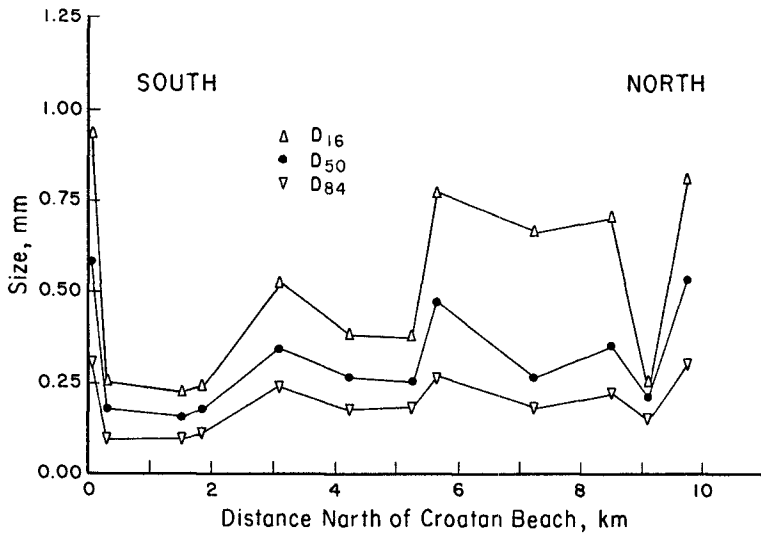 1.25
1.00
0.75
0.50
0.25
0.00
Size, mm
SOUTH
NORTH
△ D16
● D50
▽ D84
0 2 4 6 8 10
Distance North of Croatan Beach, km